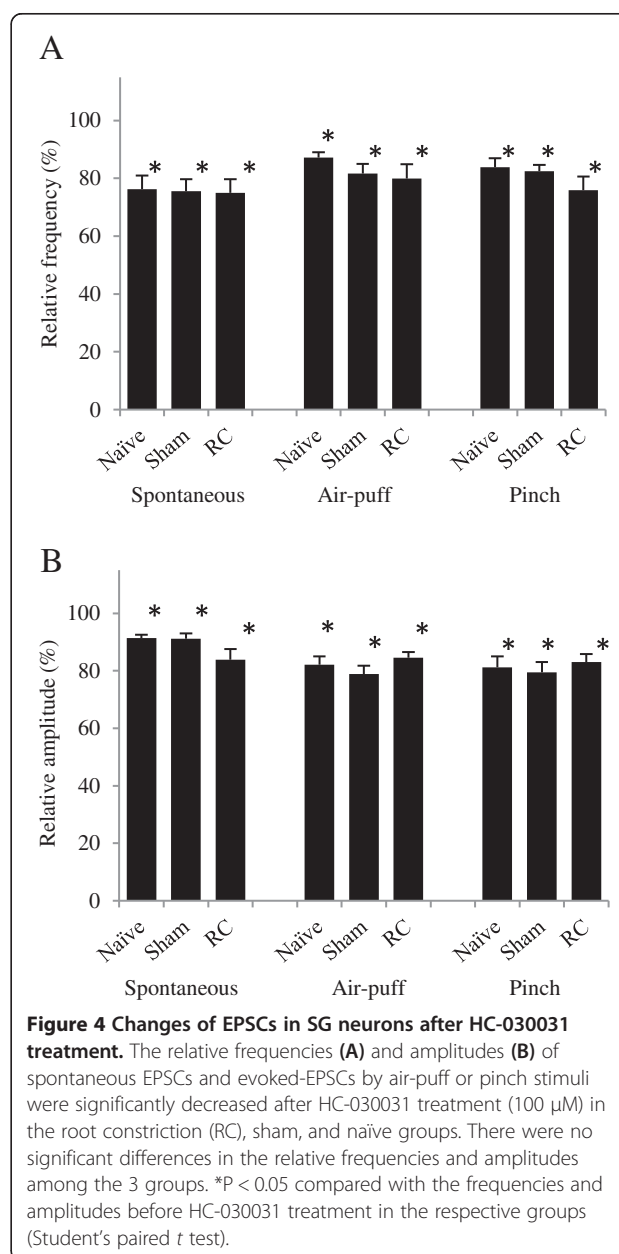 A
*
* * * * * * * *
100
80
60
40
20
0
Relative frequency (%)
Naïve Sham RC Naïve Sham RC Naïve Sham RC
Spontaneous Air-puff Pinch
B
* * * * * * * * *
100
80
60
40
20
0
Relative amplitude (%)
Naïve Sham RC Naïve Sham RC Naïve Sham RC
Spontaneous Air-puff Pinch
Figure 4 Changes of EPSCs in SG neurons after HC-030031
treatment. The relative frequencies (A) and amplitudes (B) of
spontaneous EPSCs and evoked-EPSCs by air-puff or pinch stimuli
were significantly decreased after HC-030031 treatment (100 μM) in
the root constriction (RC), sham, and naïve groups. There were no
significant differences in the relative frequencies and amplitudes
among the 3 groups. *P < 0.05 compared with the frequencies and
amplitudes before HC-030031 treatment in the respective groups
(Student's paired t test).